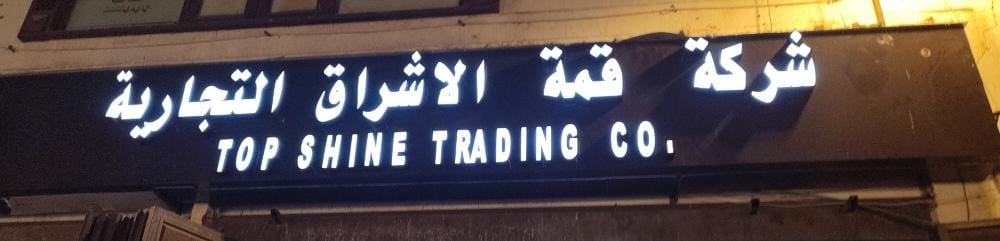 شركة قمة الاشراق التجارية
TOP SHINE TRADING CO.